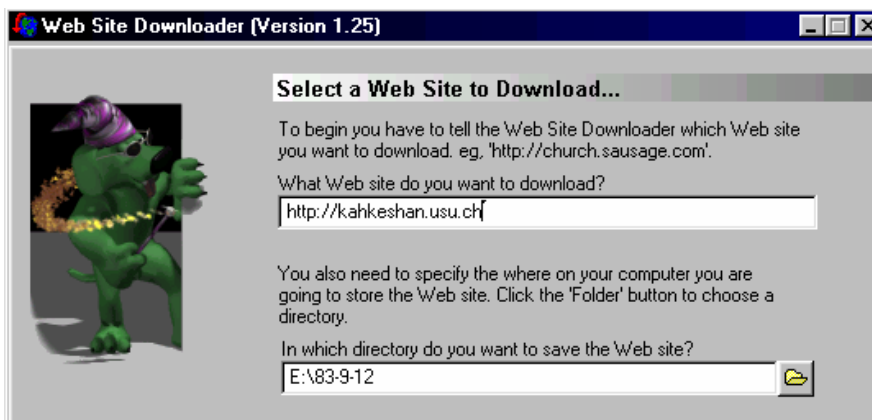 Web Site Downloader (Version 1.25)
Select a Web Site to Download...
To begin you have to tell the Web Site Downloader which Web site
you want to download. eg, 'http://church.sausage.com'.
What Web site do you want to download?
http://kahkeshan.usu.ch
You also need to specify the where on your computer you are
going to store the Web site. Click the 'Folder' button to choose a
directory.
In which directory do you want to save the Web site?
E:\83-9-12